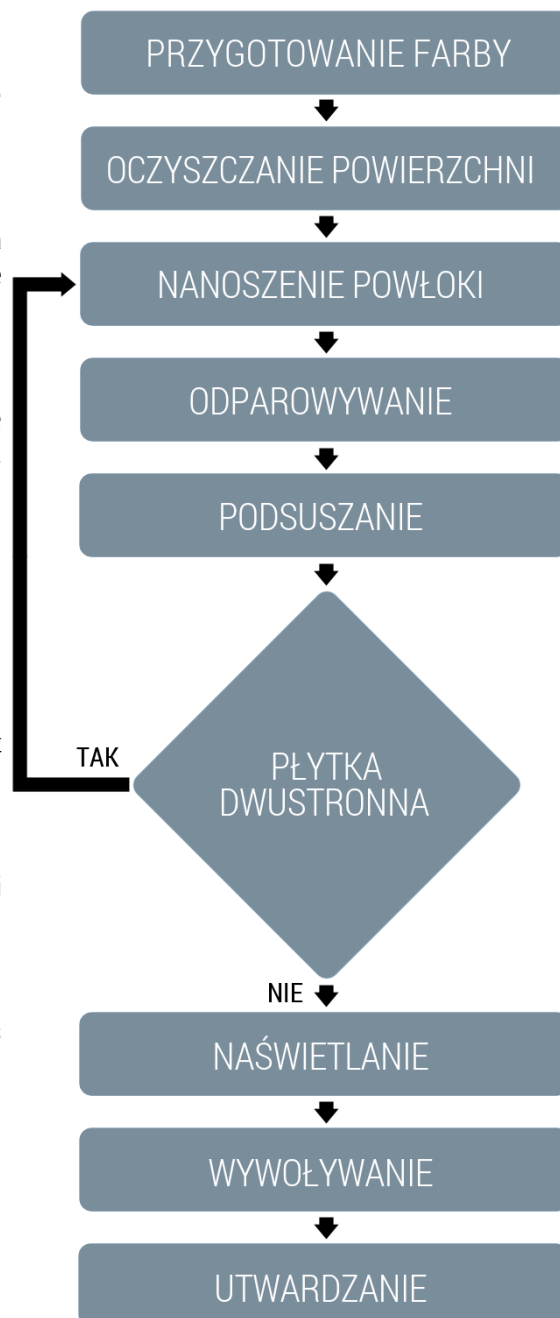 PRZYGOTOWANIE FARBY
OCZYSZCZANIE POWIERZCHNI
NANOSZENIE POWŁOKI
ODPAROWYWANIE
PODSUSZANIE
TAK
PŁYTKA
DWUSTRONNA
NIE
NAŚWIETLANIE
WYWOŁYWANIE
UTWARDZANIE